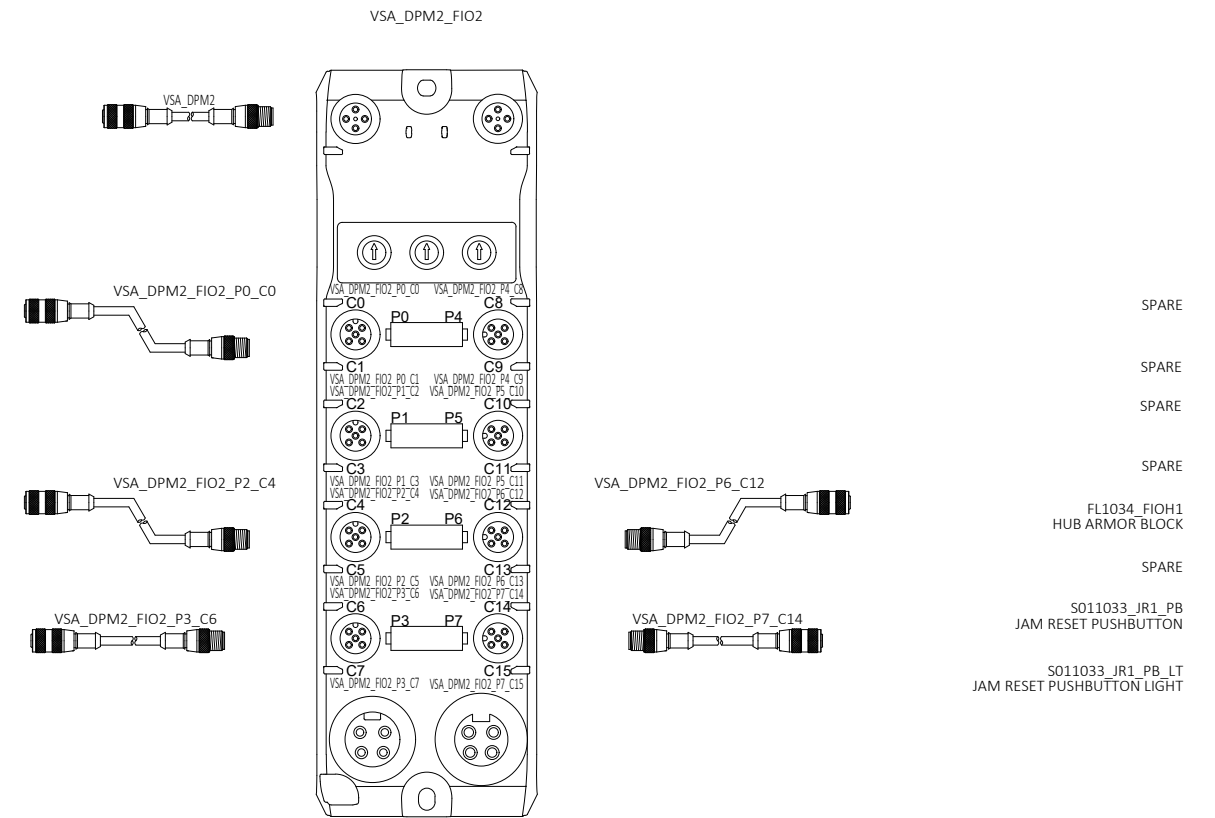 VSA_DPM2_FIO2
VSA_DPM2
VSA_DPM2_FIO2_P0_C0
VSA_DPM2_FIO2_P0_C0 VSA_DPM2_FIO2_P4_C8
C0 C8
P0 P4
SPARE
C1 C9
SPARE
VSA_DPM2_FIO2_P0_C1 VSA_DPM2_FIO2_P4_C9
VSA_DPM2_FIO2_P1_C2 VSA_DPM2_FIO2_P5_C10
C2 C10
SPARE
P1 P5
C3 C11
SPARE
VSA_DPM2_FIO2_P1_C3 VSA_DPM2_FIO2_P5_C11
VSA_DPM2_FIO2_P2_C4
VSA_DPM2_FIO2_P2_C4 VSA_DPM2_FIO2_P6_C12
VSA_DPM2_FIO2_P6_C12
C4 C12
P2 P6
FL1034_FIOH1
HUB ARMOR BLOCK
C5 C13
SPARE
VSA_DPM2_FIO2_P2_C5 VSA_DPM2_FIO2_P6_C13
VSA_DPM2_FIO2_P3_C6 VSA_DPM2_FIO2_P7_C14
C6 C14
VSA_DPM2_FIO2_P3_C6
P3 P7
VSA_DPM2_FIO2_P7_C14
S011033_JR1_PB
JAM RESET PUSHBUTTON
C7 C15
VSA_DPM2_FIO2_P3_C7 VSA_DPM2_FIO2_P7_C15
S011033_JR1_PB_LT
JAM RESET PUSHBUTTON LIGHT